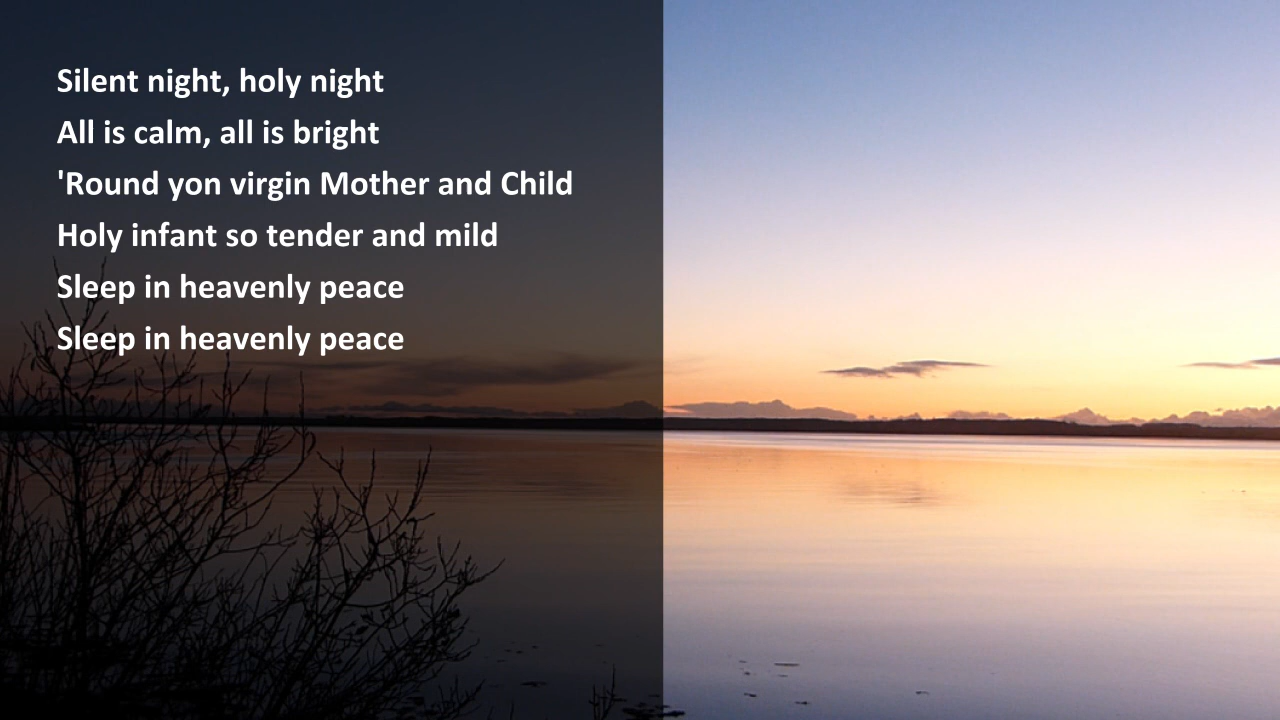 Silent night, holy night
All is calm, all is bright
'Round yon virgin Mother and Child
Holy infant so tender and mild
Sleep in heavenly peace
Sleep in heavenly peace